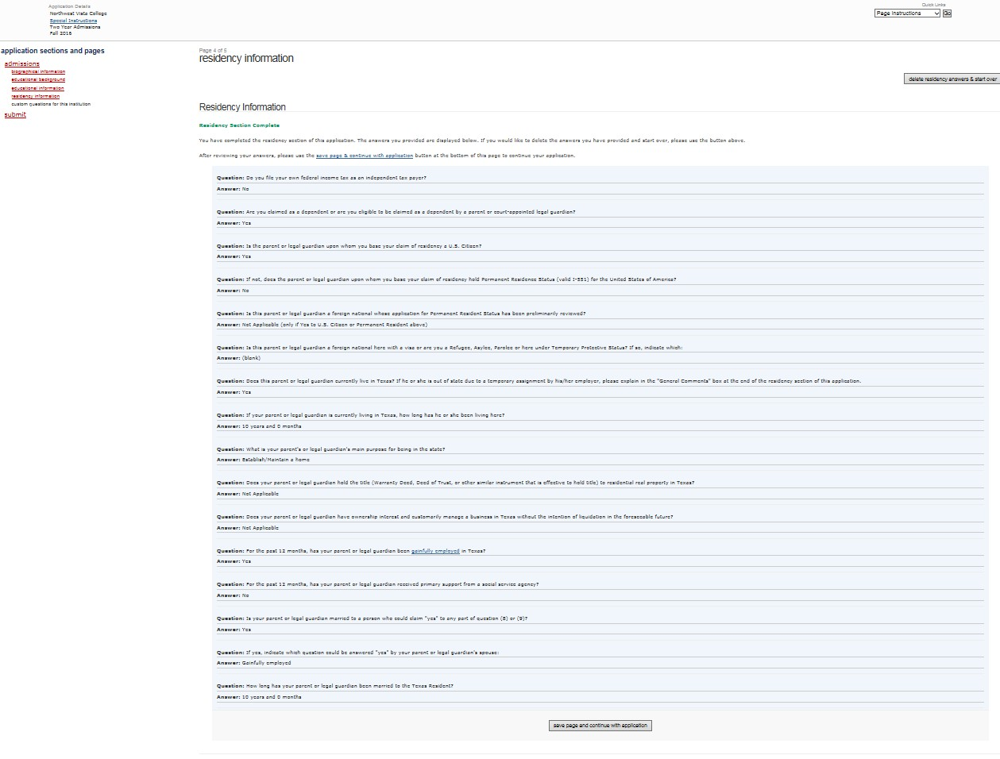 Application Details
Northwest Vista College
Special Instructions
Two Year Admissions
Fall 2016
Quick Links
Page Instructions
Go
application sections and pages
admissions
biographical information
educational background
educational information
residency information
custom questions for this institution
submit
Page 4 of 5
residency information
delete residency answers & start over
Residency Information
Residency Section Complete
You have completed the residency section of this application. The answers you provided are displayed below. If you would like to delete the answers you have provided and start over, please use the button above.
After reviewing your answers, please use the save page & continue with application button at the bottom of this page to continue your application.
Question: Do you file your own federal income tax as an independent tax payer?
Answer: No
Question: Are you claimed as a dependent or are you eligible to be claimed as a dependent by a parent or court-appointed legal guardian?
Answer: Yes
Question: Is the parent or legal guardian upon whom you base your claim of residency a U.S. Citizen?
Answer: Yes
Question: If not, does the parent or legal guardian upon whom you base your claim of residency hold Permanent Residence Status (valid I-551) for the United States of America?
Answer: No
Question: Is this parent or legal guardian a foreign national whose application for Permanent Resident Status has been preliminarily reviewed?
Answer: Not Applicable (only if Yes to U.S. Citizen or Permanent Resident above)
Question: Is this parent or legal guardian a foreign national here with a visa or are you a Refugee, Asylee, Parolee or here under Temporary Protective Status? If so, indicate which:
Answer: (blank)
Question: Does this parent or legal guardian currently live in Texas? If he or she is out of state due to a temporary assignment by his/her employer, please explain in the "General Comments" box at the end of the residency section of this application.
Answer: Yes
Question: If your parent or legal guardian is currently living in Texas, how long has he or she been living here?
Answer: 10 years and 0 months
Question: What is your parent's or legal guardian's main purpose for being in the state?
Answer: Establish/Maintain a home
Question: Does your parent or legal guardian hold the title (Warranty Deed, Deed of Trust, or other similar instrument that is effective to hold title) to residential real property in Texas?
Answer: Not Applicable
Question: Does your parent or legal guardian have ownership interest and customarily manage a business in Texas without the intention of liquidation in the foreseeable future?
Answer: Not Applicable
Question: For the past 12 months, has your parent or legal guardian been gainfully employed in Texas?
Answer: Yes
Question: For the past 12 months, has your parent or legal guardian received primary support from a social service agency?
Answer: No
Question: Is your parent or legal guardian married to a person who could claim "yes" to any part of question (8) or (9)?
Answer: Yes
Question: If yes, indicate which question could be answered "yes" by your parent or legal guardian's spouse:
Answer: Gainfully employed
Question: How long has your parent or legal guardian been married to the Texas Resident?
Answer: 10 years and 0 months
save page and continue with application